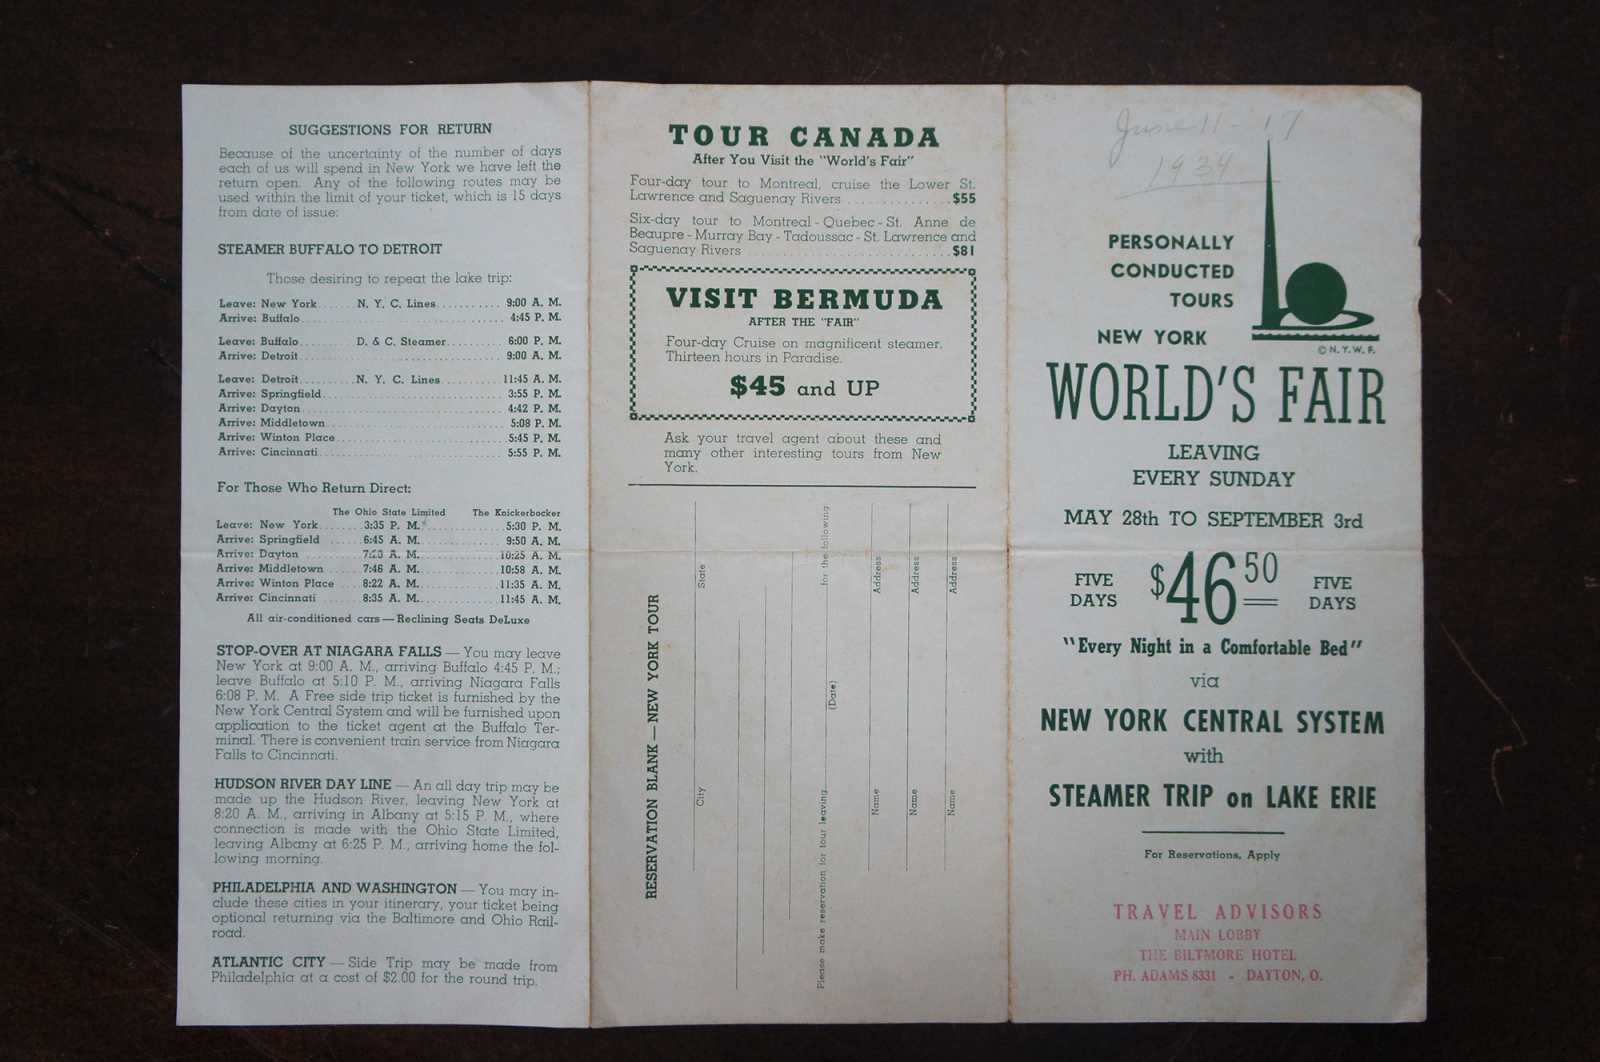 SUGGESTIONS FOR RETURN
Because of the uncertainty of the number of days
each of us will spend in New York we have left the
return open. Any of the following routes may be
used within the limit of your ticket, which is 15 days
from date of issue:
STEAMER BUFFALO TO DETROIT
Those desiring to repeat the lake trip:
Leave: New York ...... N. Y. C. Lines ........... 9:00 A. M.
Arrive: Buffalo ........... 4:45 P. M.
Leave: Buffalo ........... D. & C. Steamer ........... 6:00 P. M.
Arrive: Detroit ........... 9:00 A. M.
Leave: Detroit ........... N. Y. C. Lines ........... 11:45 A. M.
Arrive: Springfield ........... 3:55 P. M.
Arrive: Dayton ........... 4:42 P. M.
Arrive: Middletown ........... 5:08 P. M.
Arrive: Winton Place ........... 5:45 P. M.
Arrive: Cincinnati ........... 5:55 P. M.
For Those Who Return Direct:
The Ohio State Limited The Knickerbocker
Leave: New York ........ 3:35 P. M. ........... 5:30 P. M.
Arrive: Springfield ...... 6:45 A. M. ........... 9:50 A. M.
Arrive: Dayton ........ 7:20 A. M. ........... 10:25 A. M.
Arrive: Middletown ..... 7:46 A. M. ........... 10:58 A. M.
Arrive: Winton Place .... 8:22 A. M. ........... 11:35 A. M.
Arrive: Cincinnati ...... 8:35 A. M. ........... 11:45 A. M.
All air-conditioned cars — Reclining Seats DeLuxe
STOP-OVER AT NIAGARA FALLS — You may leave
New York at 9:00 A. M., arriving Buffalo 4:45 P. M.;
leave Buffalo at 5:10 P. M., arriving Niagara Falls
6:08 P. M. A Free side trip ticket is furnished by the
New York Central System and will be furnished upon
application to the ticket agent at the Buffalo Ter-
minal. There is convenient train service from Niagara
Falls to Cincinnati.
HUDSON RIVER DAY LINE — An all day trip may be
made up the Hudson River, leaving New York at
8:20 A. M., arriving in Albany at 5:15 P. M., where
connection is made with the Ohio State Limited,
leaving Albany at 6:25 P. M., arriving home the fol-
lowing morning.
PHILADELPHIA AND WASHINGTON — You may in-
clude these cities in your itinerary, your ticket being
optional returning via the Baltimore and Ohio Rail-
road.
ATLANTIC CITY — Side Trip may be made from
Philadelphia at a cost of $2.00 for the round trip.
TOUR CANADA
After You Visit the "World's Fair"
Four-day tour to Montreal, cruise the Lower St.
Lawrence and Saguenay Rivers ............... $55
Six-day tour to Montreal - Quebec - St. Anne de
Beaupre - Murray Bay - Tadoussac - St. Lawrence and
Saguenay Rivers ............................. $81
VISIT BERMUDA
AFTER THE "FAIR"
Four-day Cruise on magnificent steamer.
Thirteen hours in Paradise.
$45 and UP
Ask your travel agent about these and
many other interesting tours from New
York.
RESERVATION BLANK — NEW YORK TOUR
City State
Please make reservation for tour leaving (Date) for the following:
Name Address
Name Address
Name Address
June 11 - 17
1934
PERSONALLY
CONDUCTED
TOURS
NEW YORK
© N. Y. W. F.
WORLD'S FAIR
LEAVING
EVERY SUNDAY
MAY 28th TO SEPTEMBER 3rd
FIVE DAYS $46.50 FIVE DAYS
"Every Night in a Comfortable Bed"
via
NEW YORK CENTRAL SYSTEM
with
STEAMER TRIP on LAKE ERIE
For Reservations, Apply
TRAVEL ADVISORS
MAIN LOBBY
THE BILTMORE HOTEL
PH. ADAMS 8331 - DAYTON, O.